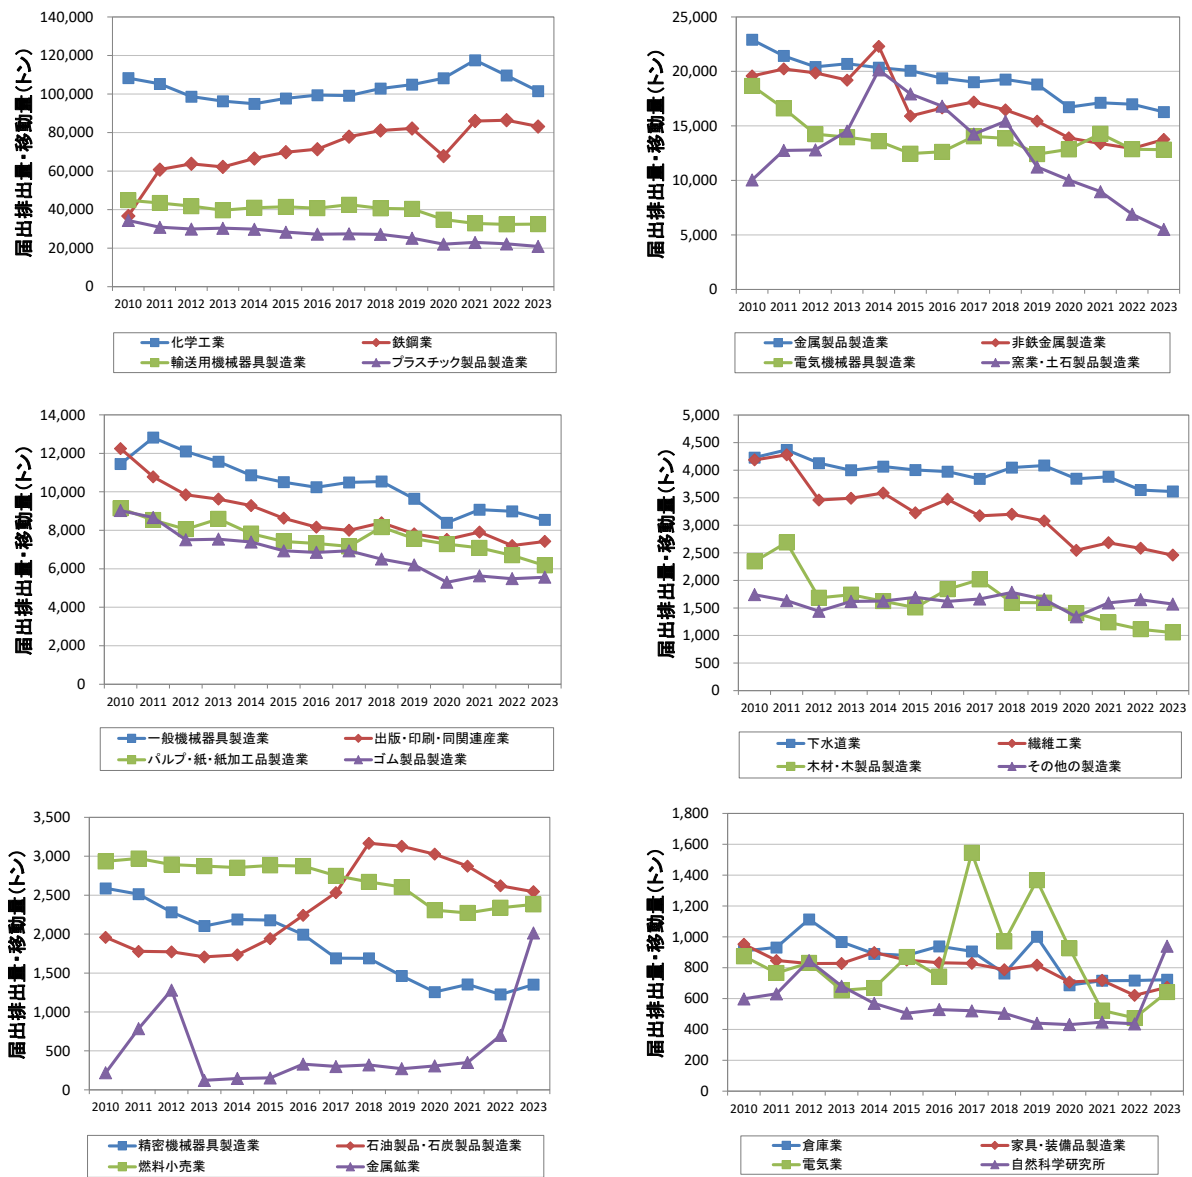 届出排出量・移動量(トン)
140,000
120,000
100,000
80,000
60,000
40,000
20,000
0
2010 2011 2012 2013 2014 2015 2016 2017 2018 2019 2020 2021 2022 2023
化学工業 鉄鋼業
輸送用機械器具製造業 プラスチック製品製造業
届出排出量・移動量(トン)
25,000
20,000
15,000
10,000
5,000
0
2010 2011 2012 2013 2014 2015 2016 2017 2018 2019 2020 2021 2022 2023
金属製品製造業 非鉄金属製造業
電気機械器具製造業 窯業・土石製品製造業
届出排出量・移動量(トン)
14,000
12,000
10,000
8,000
6,000
4,000
2,000
0
2010 2011 2012 2013 2014 2015 2016 2017 2018 2019 2020 2021 2022 2023
一般機械器具製造業 出版・印刷・同関連産業
パルプ・紙・紙加工品製造業 ゴム製品製造業
届出排出量・移動量(トン)
5,000
4,500
4,000
3,500
3,000
2,500
2,000
1,500
1,000
500
0
2010 2011 2012 2013 2014 2015 2016 2017 2018 2019 2020 2021 2022 2023
下水道業 繊維工業
木材・木製品製造業 その他の製造業
届出排出量・移動量(トン)
3,500
3,000
2,500
2,000
1,500
1,000
500
0
2010 2011 2012 2013 2014 2015 2016 2017 2018 2019 2020 2021 2022 2023
精密機械器具製造業 石油製品・石炭製品製造業
燃料小売業 金属鉱業
届出排出量・移動量(トン)
1,800
1,600
1,400
1,200
1,000
800
600
400
200
0
2010 2011 2012 2013 2014 2015 2016 2017 2018 2019 2020 2021 2022 2023
倉庫業 家具・装備品製造業
電気業 自然科学研究所